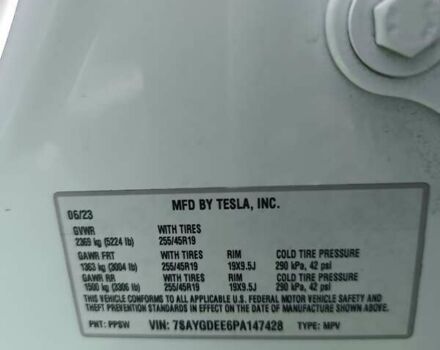 MFD BY TESLA, INC.
06/23
GVWR WITH TIRES
2369 kg (5224 lb) 255/45R19
GAWR FRT WITH TIRES RIM COLD TIRE PRESSURE
1363 kg (3004 lb) 255/45R19 19X9.5J 290 kPa, 42 psi
GAWR RR WITH TIRES RIM COLD TIRE PRESSURE
1500 kg (3306 lb) 255/45R19 19X9.5J 290 kPa, 42 psi
THIS VEHICLE CONFORMS TO ALL APPLICABLE U.S. FEDERAL MOTOR VEHICLE SAFETY AND
THEFT PREVENTION STANDARDS IN EFFECT ON THE DATE OF MANUFACTURE SHOWN ABOVE.
PNT: PPSW VIN: 7SAYGDEE6PA147428 TYPE: MPV